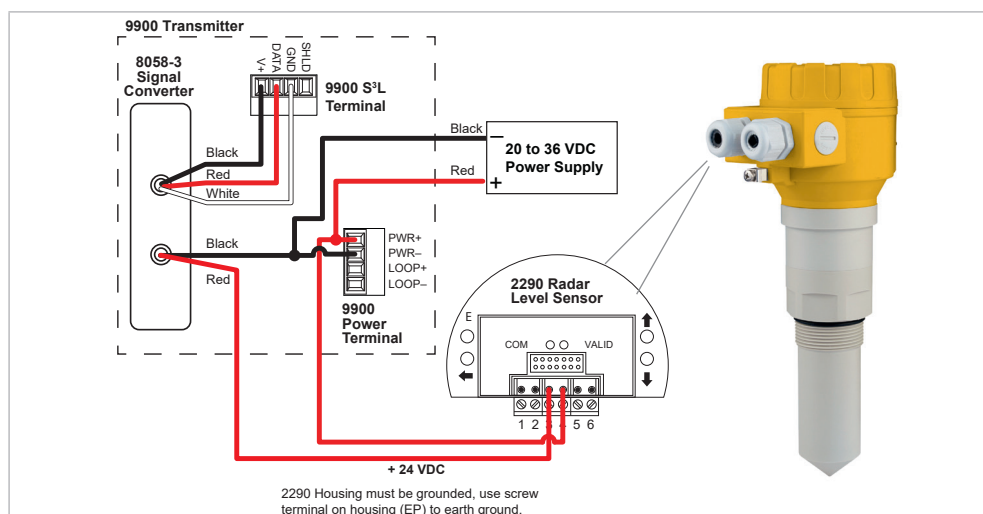 9900 Transmitter
8058-3
Signal
Converter
V+
DATA
GND
SHLD
9900 S³L
Terminal
Black
Red
White
Black
20 to 36 VDC
Power Supply
Red
+
–
Black
Red
PWR+
PWR–
LOOP+
LOOP–
9900
Power
Terminal
2290 Radar
Level Sensor
E
COM
VALID
1 2 3 4 5 6
+ 24 VDC
2290 Housing must be grounded, use screw
terminal on housing (EP) to earth ground.